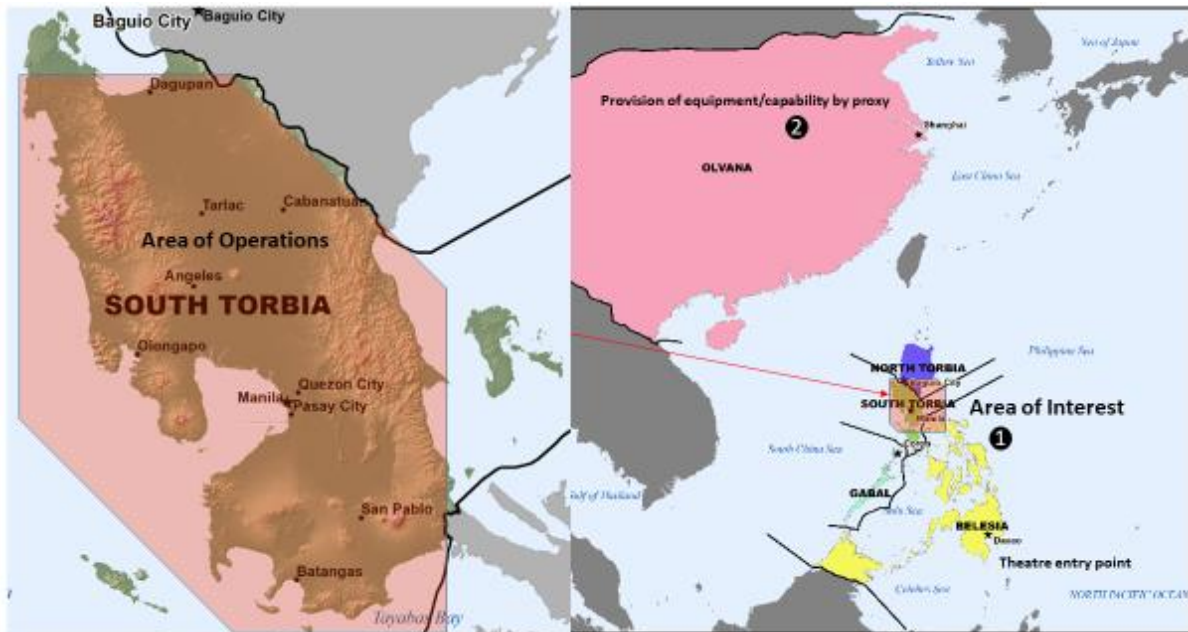 Baguio City
Baguio City
Dagupan
Tarlac
Cabanatuan
Area of Operations
Angeles
SOUTH TORBIA
Olongapo
Quezon City
Manila
Pasay City
San Pablo
Batangas
Tayabas Bay
Sea of Japan
Yellow Sea
Provision of equipment/capability by proxy
2
Shanghai
OLVANA
East China Sea
Philippine Sea
NORTH TORBIA
Baguio City
SOUTH TORBIA
Manila
Area of Interest
1
South China Sea
Gulf of Thailand
GABAL
Sulu Sea
BELESIA
Davao
Theatre entry point
Celebes Sea
NORTH PACIFIC OCEAN